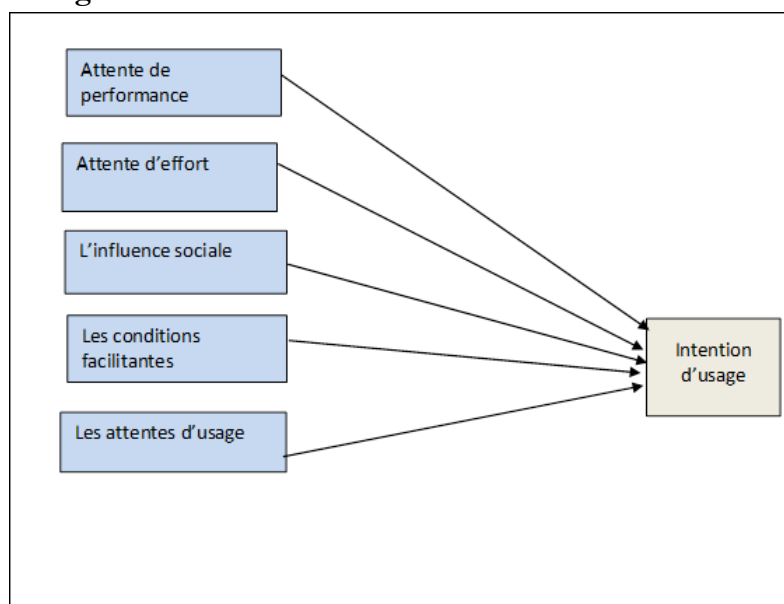 Attente de
performance
Attente d'effort
L'influence sociale
Les conditions
facilitantes
Les attentes d'usage
Intention
d'usage